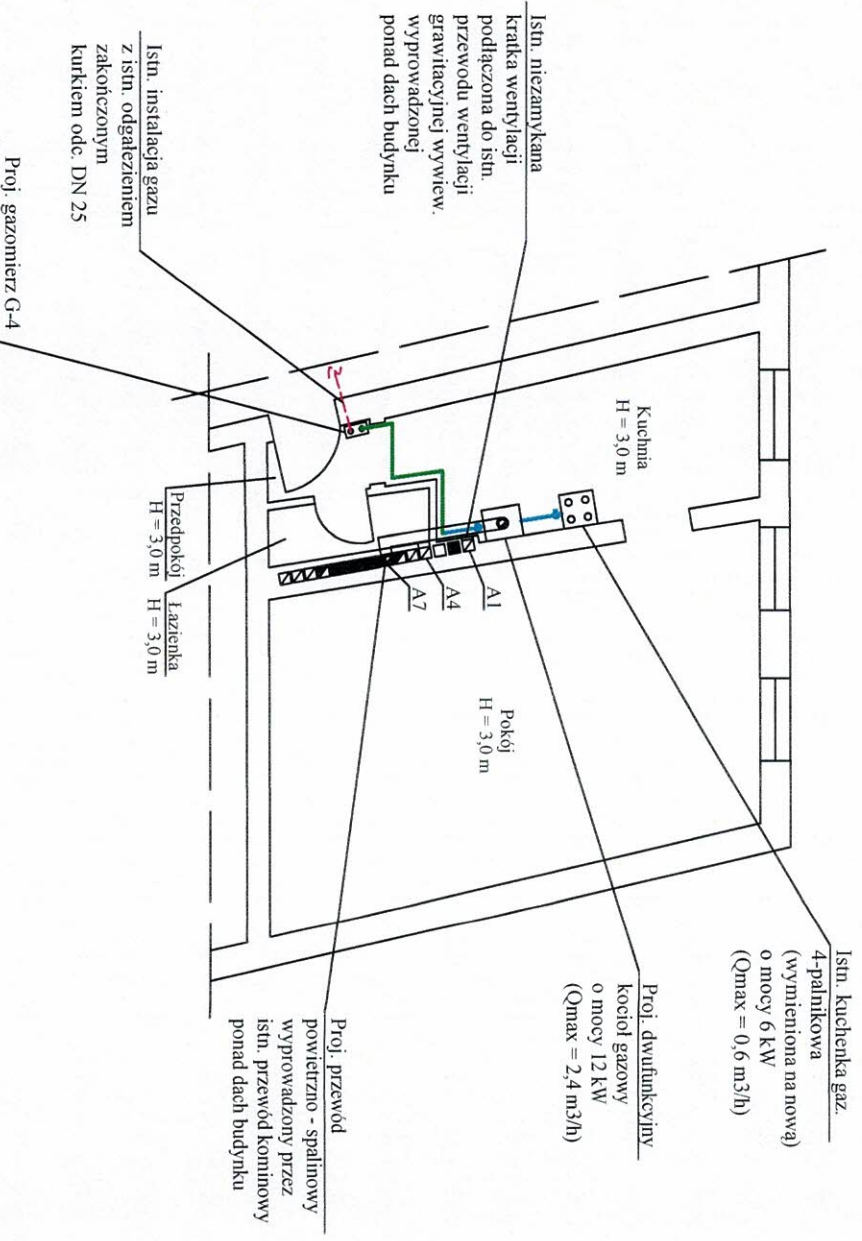 Istn. kuchenka gaz.
4-palnikowa
(wymieniona na nową)
o mocy 6 kW
(Qmax = 0,6 m3/h)
Proj. dwufunkcyjny
kocioł gazowy
o mocy 12 kW
(Qmax = 2,4 m3/h)
Proj. przewód
powietrzno - spalinowy
wyprowadzony przez
istn. przewód kominowy
ponad dach budynku
Kuchnia
H = 3,0 m
Pokój
H = 3,0 m
A1
A4
A7
Przedpokój
H = 3,0 m
Łazienka
H = 3,0 m
Istn. niezamykana
kratka wentylacji
podłączona do istn.
przewodu wentylacji
grawitacyjnej wywiew.
wyprowadzonej
ponad dach budynku
Istn. instalacja gazu
z istn. odgałezieniem
zakończonym
kurkiem odc. DN 25
Proj. gazomierz G-4